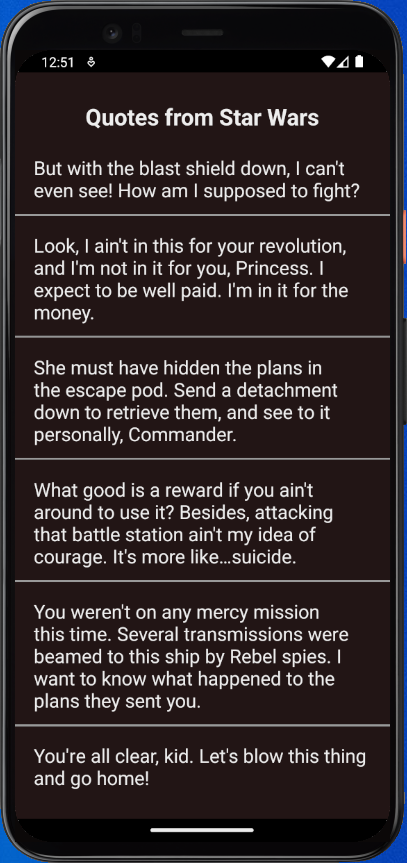 12:51
Quotes from Star Wars
But with the blast shield down, I can't
even see! How am I supposed to fight?
Look, I ain't in this for your revolution,
and I'm not in it for you, Princess. I
expect to be well paid. I'm in it for the
money.
She must have hidden the plans in
the escape pod. Send a detachment
down to retrieve them, and see to it
personally, Commander.
What good is a reward if you ain't
around to use it? Besides, attacking
that battle station ain't my idea of
courage. It's more like…suicide.
You weren't on any mercy mission
this time. Several transmissions were
beamed to this ship by Rebel spies. I
want to know what happened to the
plans they sent you.
You're all clear, kid. Let's blow this thing
and go home!